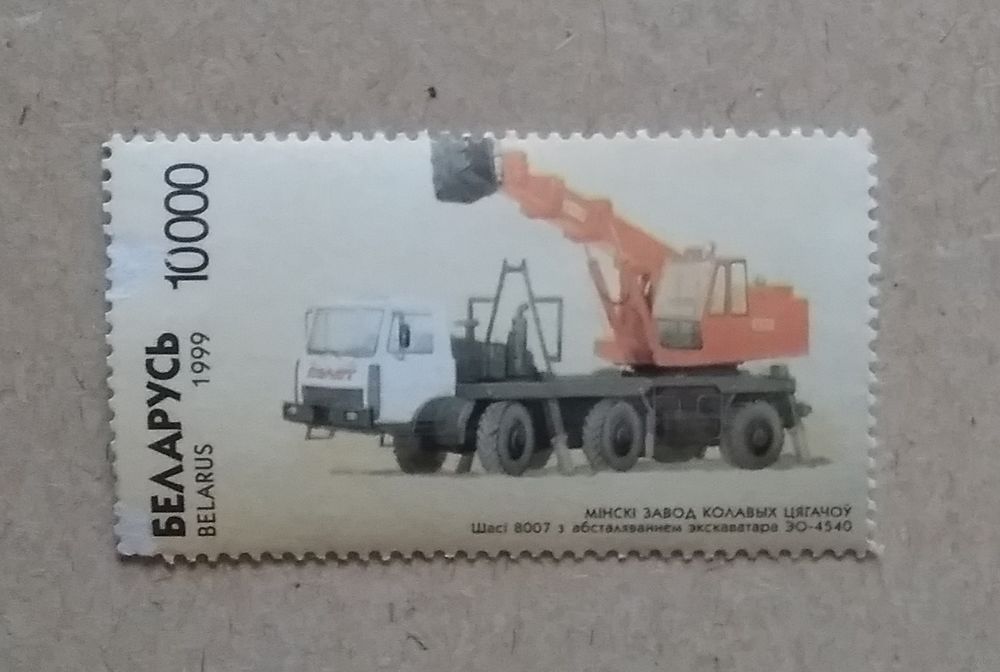 БЕЛАРУСЬ 10000
BELARUS 1999
МІНСКІ ЗАВОД КОЛАВЫХ ЦЯГАЧОЎ
Шасі 8007 з абсталяваннем экскаватара ЭО-4540